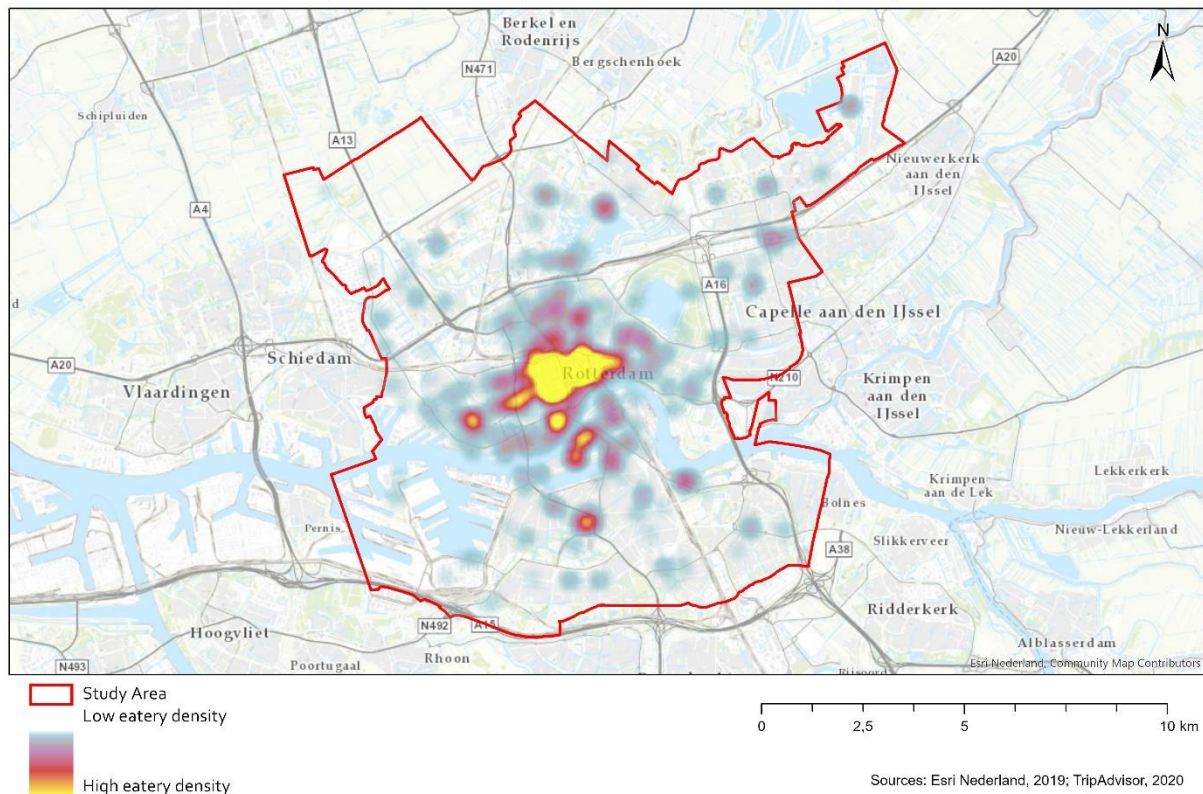 Berkel en
Rodenrijs
N
N471
Bergschenhoek
A20
Schipluiden
A13
Nieuwerkerk
aan den
IJssel
A4
A16
Capelle aan den IJssel
A20
Schiedam
Rotterdam
N210
Vlaardingen
Krimpen
aan den
IJssel
Krimpen
aan de Lek
Lekkerkerk
Pernis
Bolnes
Nieuw-Lekkerland
Slikkerveer
A38
Ridderkerk
Hoogvliet
N492
A15
Alblasserdam
N493
Poortugaal
Rhoon
Esri Nederland, Community Map Contributors
Study Area
Low eatery density
High eatery density
0
2,5
5
10 km
Sources: Esri Nederland, 2019; TripAdvisor, 2020